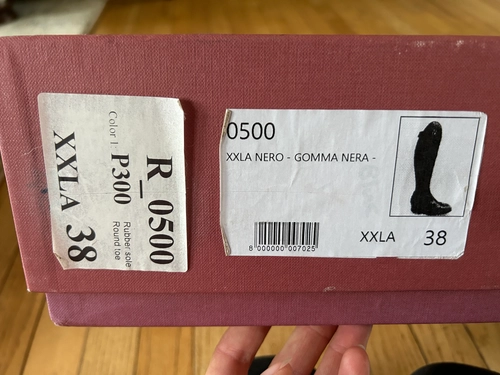 R_0500
Color: P300
Rubber sole
Round toe
XXLA 38
0500
XXLA NERO - GOMMA NERA -
8 000000 007025
XXLA 38